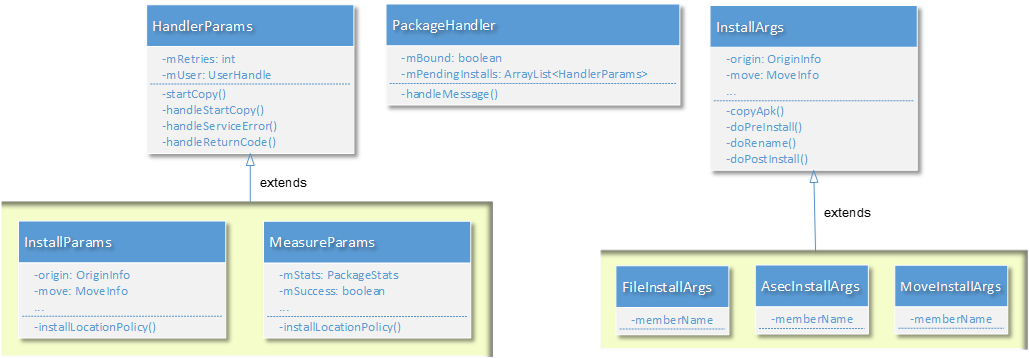 HandlerParams
-mRetries: int
-mUser: UserHandle
-startCopy()
-handleStartCopy()
-handleServiceError()
-handleReturnCode()
PackageHandler
-mBound: boolean
-mPendingInstalls: ArrayList<HandlerParams>
-handleMessage()
InstallArgs
-origin: OriginInfo
-move: MoveInfo
...
-copyApk()
-doPreInstall()
-doRename()
-doPostInstall()
extends
extends
InstallParams
-origin: OriginInfo
-move: MoveInfo
...
-installLocationPolicy()
MeasureParams
-mStats: PackageStats
-mSuccess: boolean
...
-installLocationPolicy()
FileInstallArgs
-memberName
AsecInstallArgs
-memberName
MoveInstallArgs
-memberName